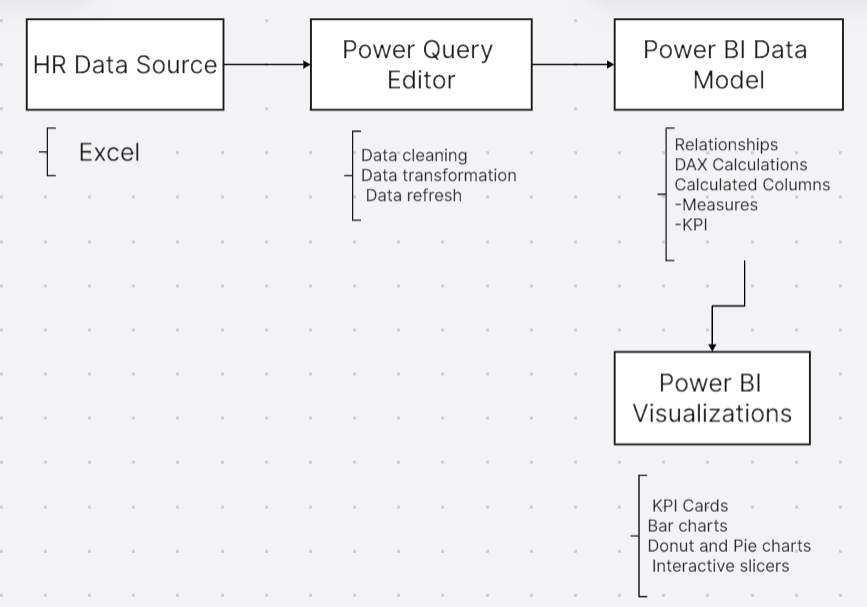 HR Data Source
Excel
Power Query
Editor
Data cleaning
Data transformation
Data refresh
Power BI Data
Model
Relationships
DAX Calculations
Calculated Columns
-Measures
-KPI
Power BI
Visualizations
KPI Cards
Bar charts
Donut and Pie charts
Interactive slicers